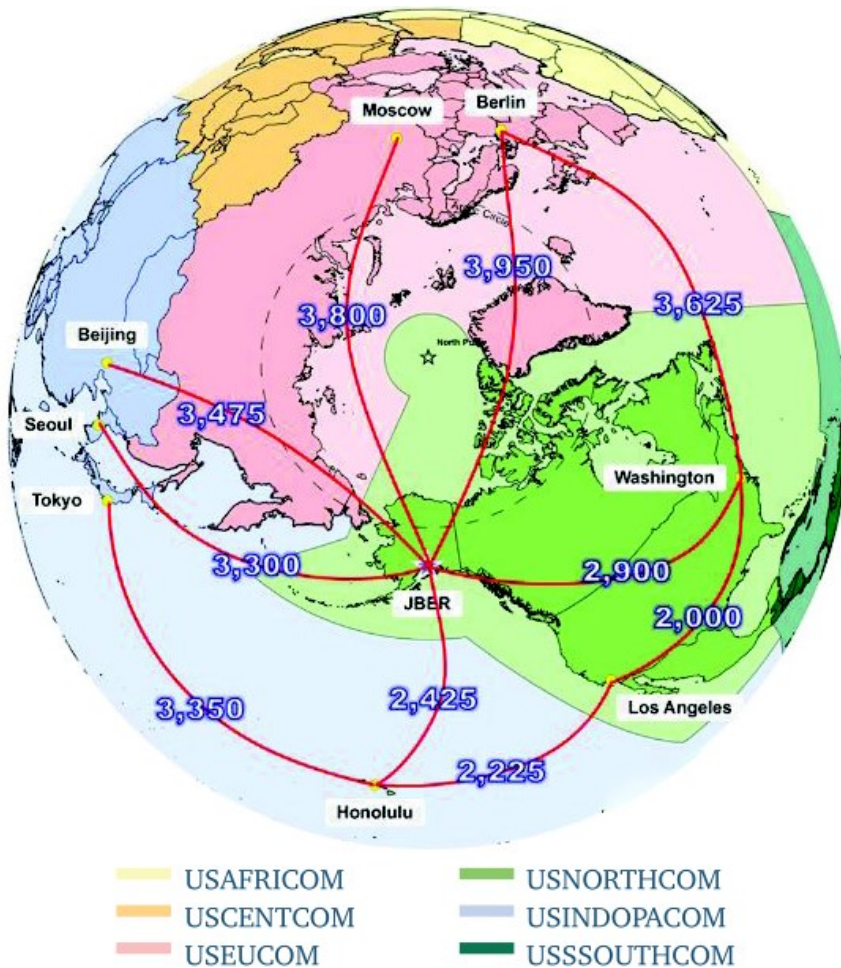 Moscow
Berlin
Arctic Circle
3,950
3,800
3,625
Beijing
North Pole
3,475
Seoul
Washington
Tokyo
3,300
2,900
JBER
2,000
3,350
2,425
Los Angeles
2,225
Honolulu
USAFRICOM
USNORTHCOM
USCENTCOM
USINDOPACOM
USEUCOM
USSSOUTHCOM